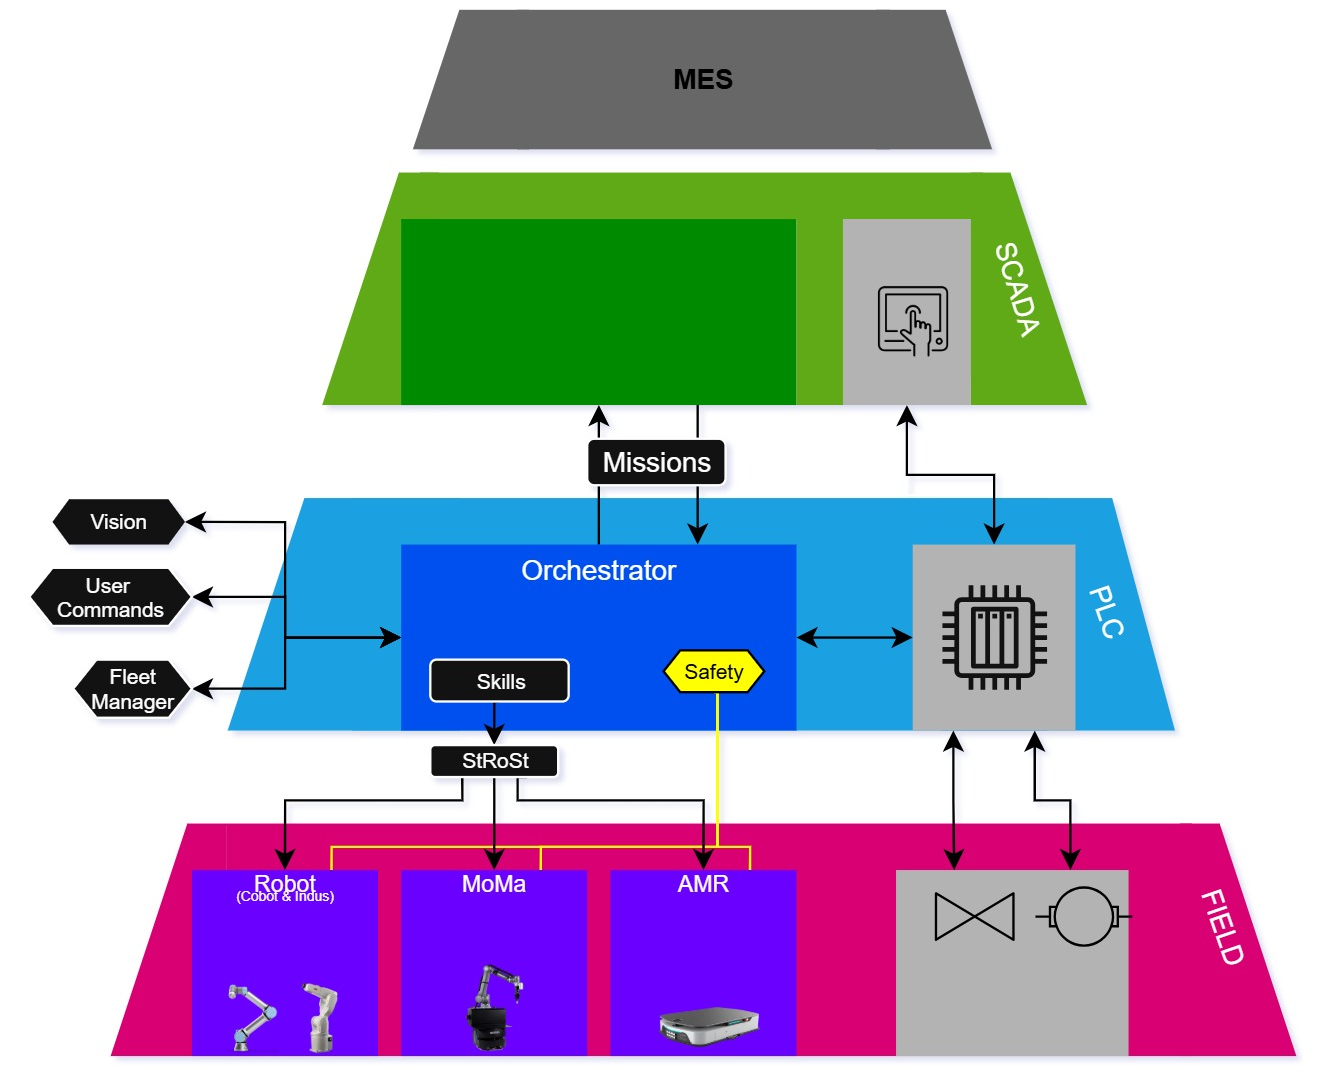 MES
SCADA
Missions
Vision
User
Commands
Fleet
Manager
Orchestrator
PLC
Skills
Safety
StRoSt
Robot
(Cobot & Indus)
MoMa
AMR
FIELD